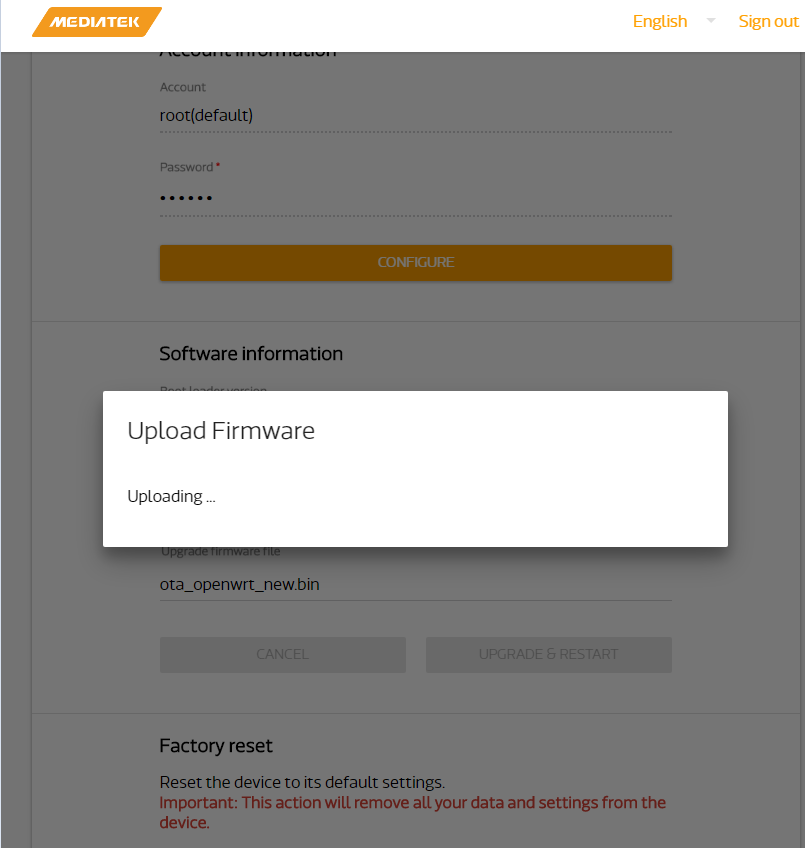 MEDIATEK
English
Sign out
Account information
Account
root(default)
Password *
••••••
CONFIGURE
Software information
Boot loader version
Upload Firmware
Uploading ...
Upgrade firmware file
ota_openwrt_new.bin
CANCEL
UPGRADE & RESTART
Factory reset
Reset the device to its default settings.
Important: This action will remove all your data and settings from the
device.